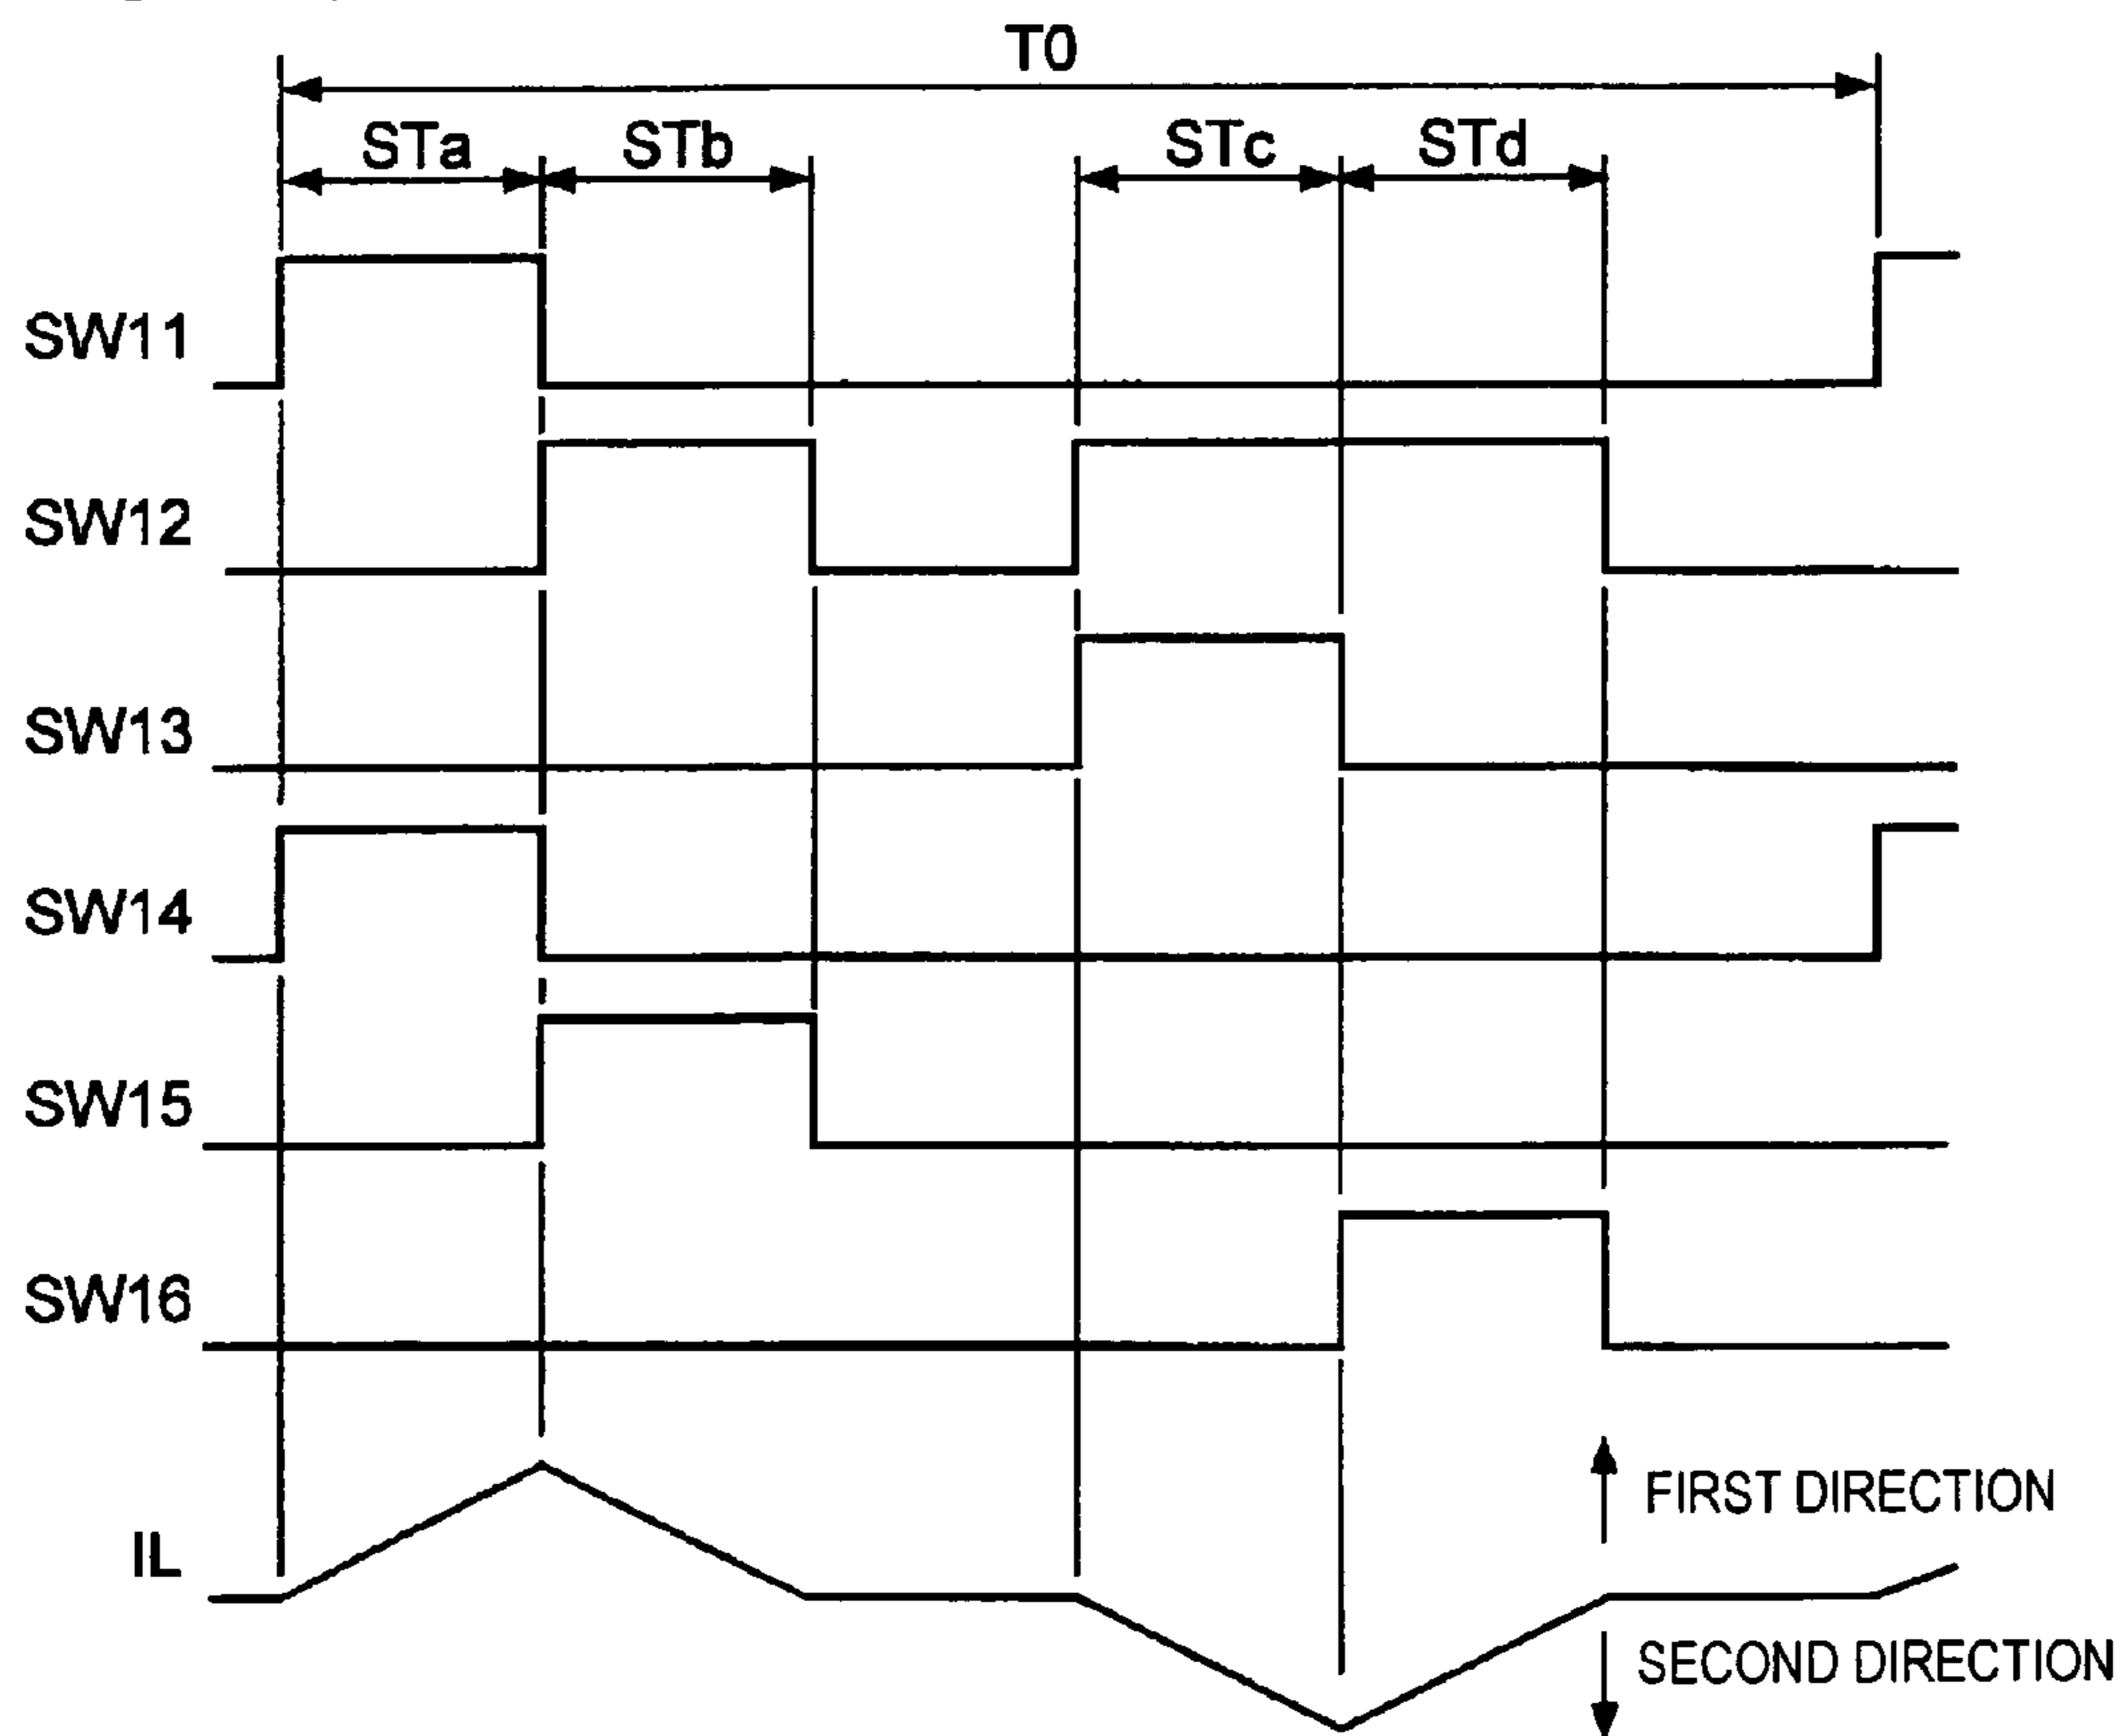 T0
STa STb STc STd
SW11
SW12
SW13
SW14
SW15
SW16
FIRST DIRECTION
IL
SECOND DIRECTION